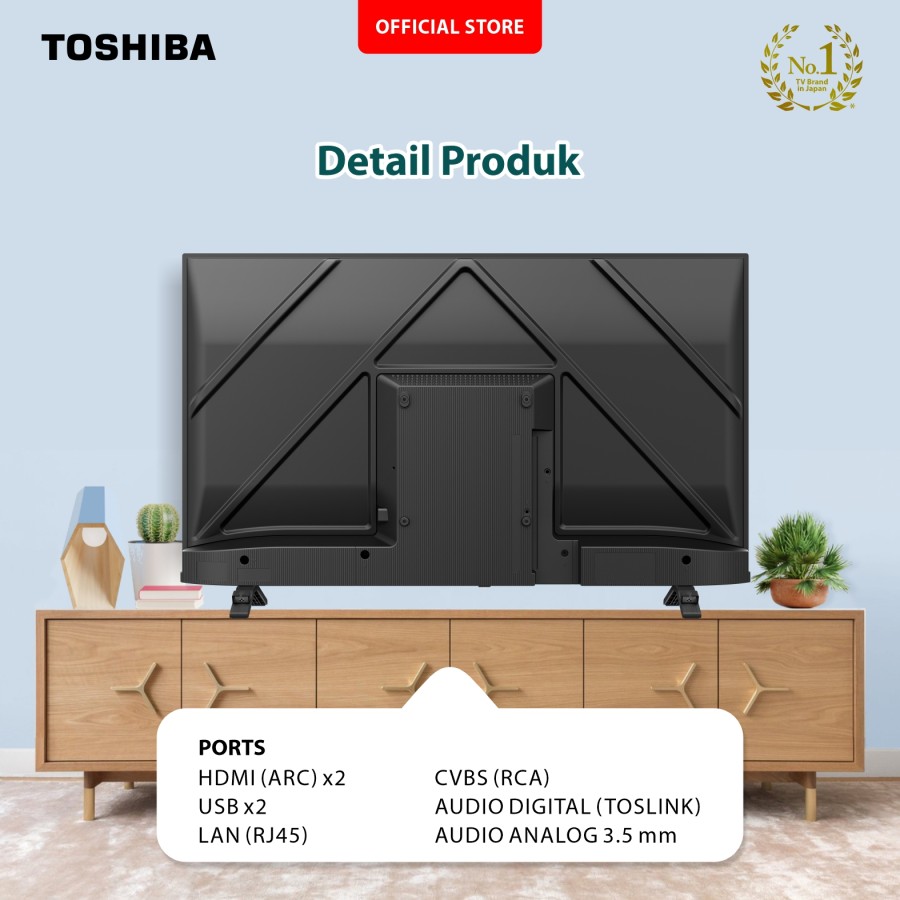 TOSHIBA
OFFICIAL STORE
No.1
TV Brand
in Japan
Detail Produk
PORTS
HDMI (ARC) x2
USB x2
LAN (RJ45)
CVBS (RCA)
AUDIO DIGITAL (TOSLINK)
AUDIO ANALOG 3.5 mm